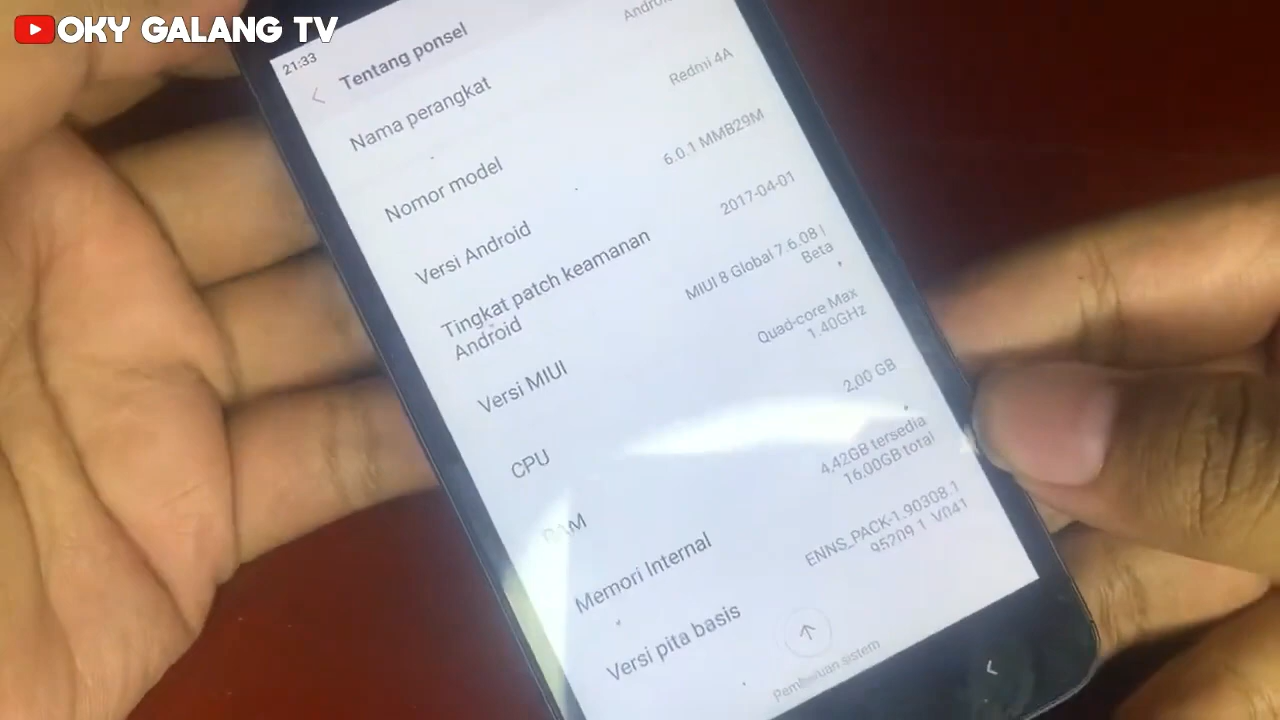 OKY GALANG TV
21:33
Tentang ponsel
Nama perangkat
Nomor model
Redmi 4A
Versi Android
6.0.1 MMB29M
Tingkat patch keamanan
Android
2017-04-01
Versi MIUI
MIUI 8 Global 7.6.08 |
Beta
CPU
Quad-core Max
1.40GHz
RAM
2,00 GB
Memori Internal
4,42GB tersedia
16,00GB total
Versi pita basis
ENNS_PACK-1.90308.1
Pembaruan sistem